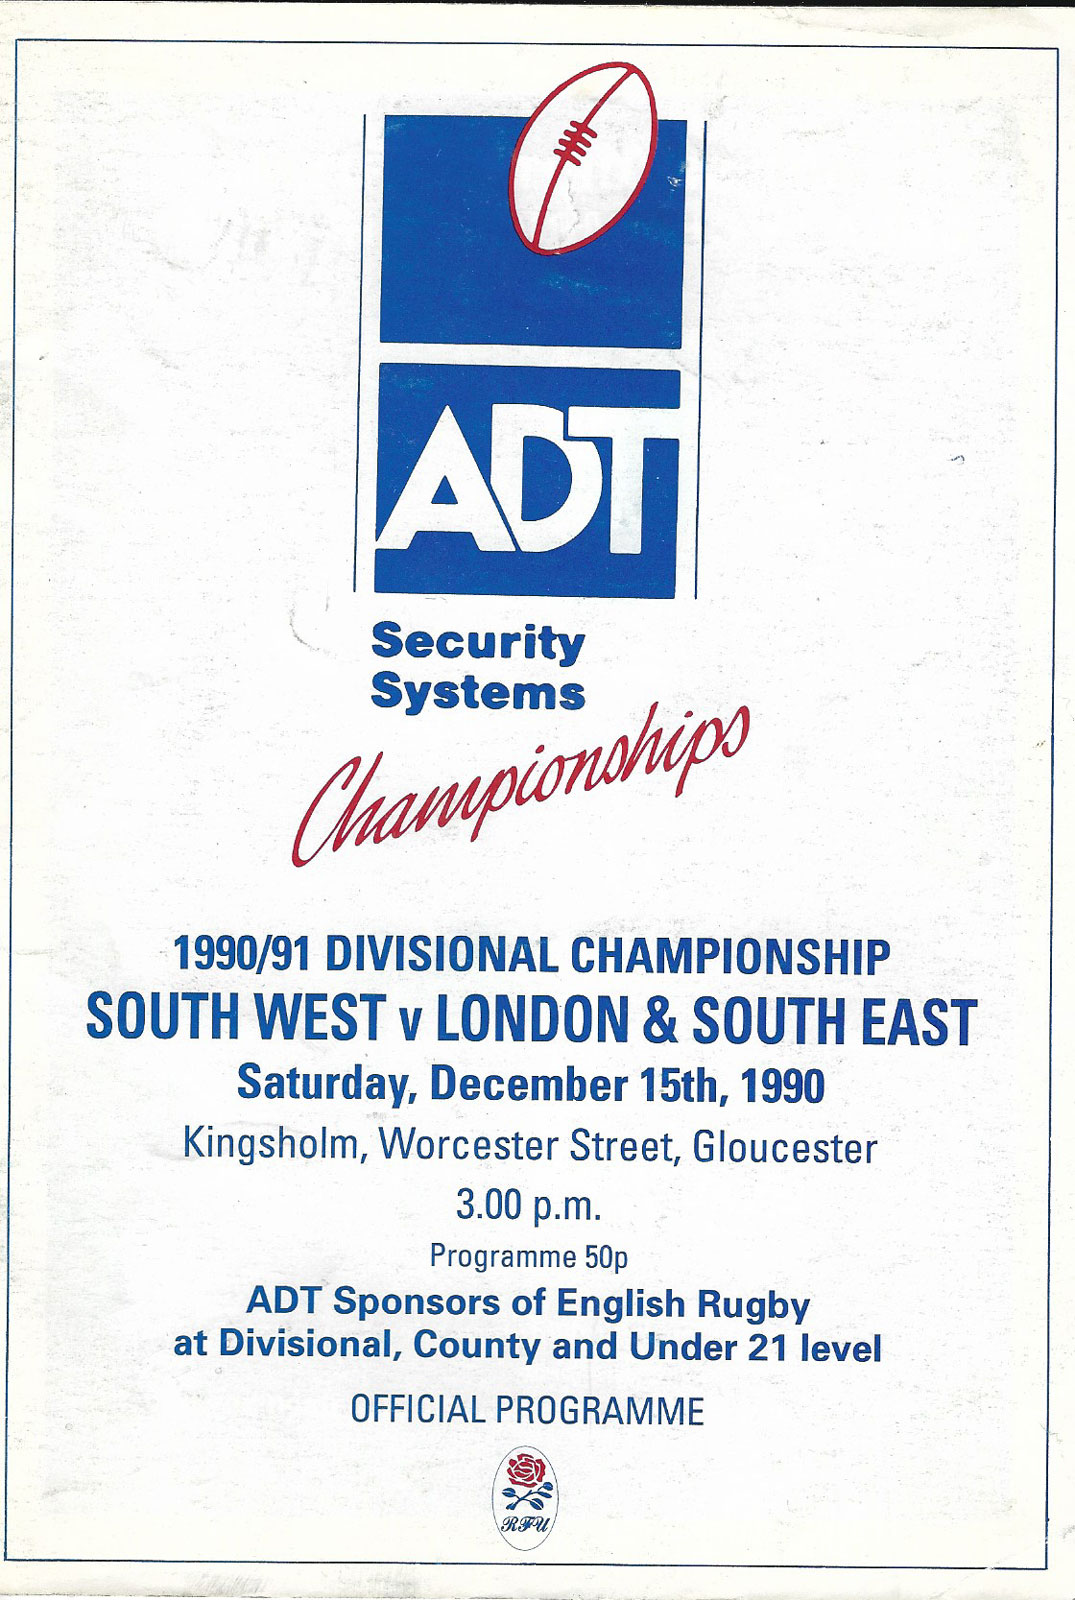 ADT
Security
Systems
Championships
1990/91 DIVISIONAL CHAMPIONSHIP
SOUTH WEST v LONDON & SOUTH EAST
Saturday, December 15th, 1990
Kingsholm, Worcester Street, Gloucester
3.00 p.m.
Programme 50p
ADT Sponsors of English Rugby
at Divisional, County and Under 21 level
OFFICIAL PROGRAMME
RFU